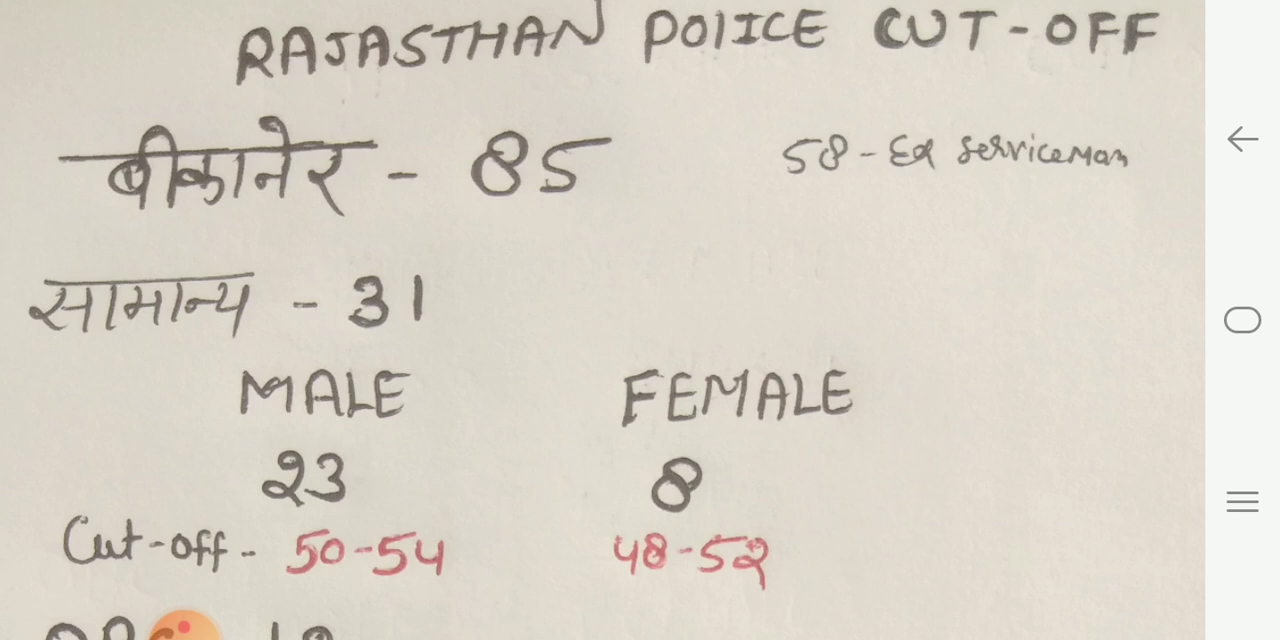 RAJASTHAN POlICE CUT-OFF
बीकानेर - 85
58-Ex Serviceman
सामान्य - 31
MALE FEMALE
23 8
Cut-off- 50-54 48-52